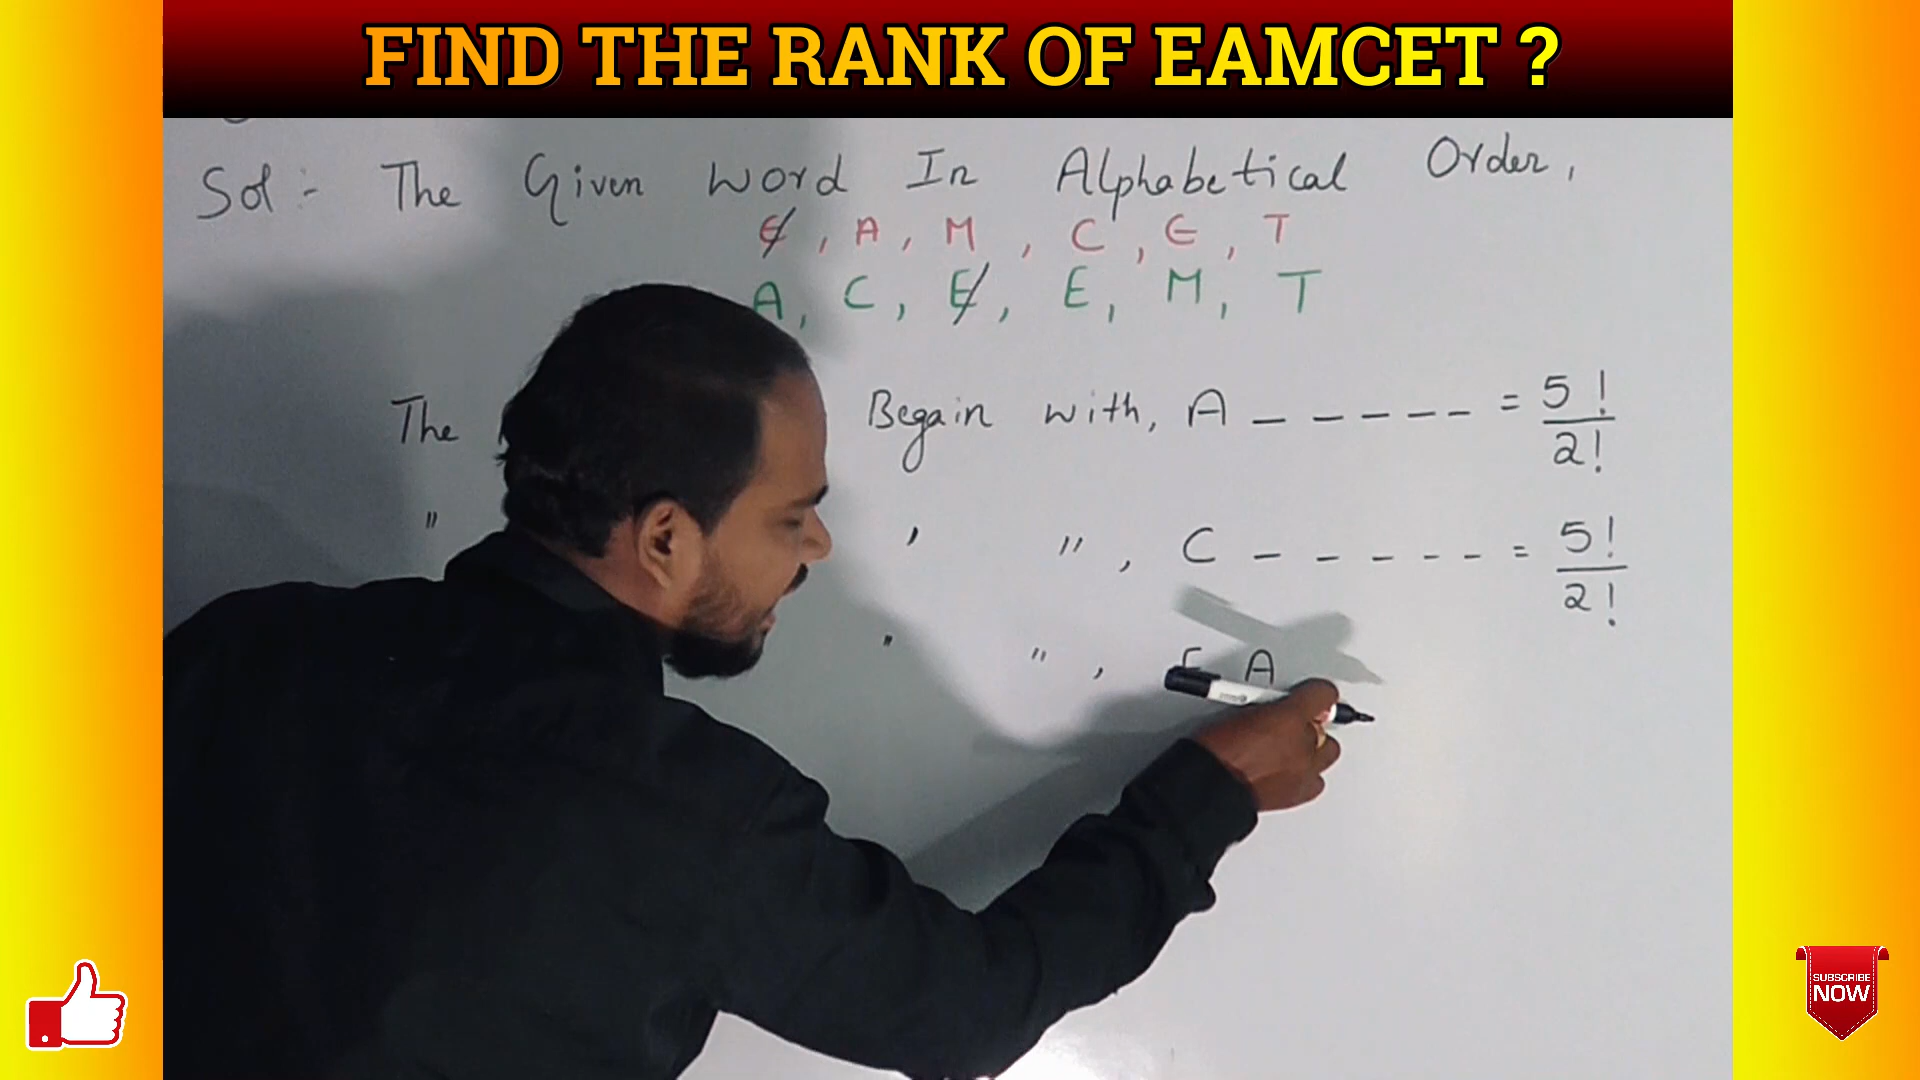 FIND THE RANK OF EAMCET ?
Sol :- The Given Word In Alphabetical Order,
E, A, M, C, E, T
A, C, E, E, M, T
The Begain with, A _ _ _ _ _ = 5! / 2!
" " " , C _ _ _ _ _ = 5! / 2!
" " , E A
SUBSCRIBE
NOW